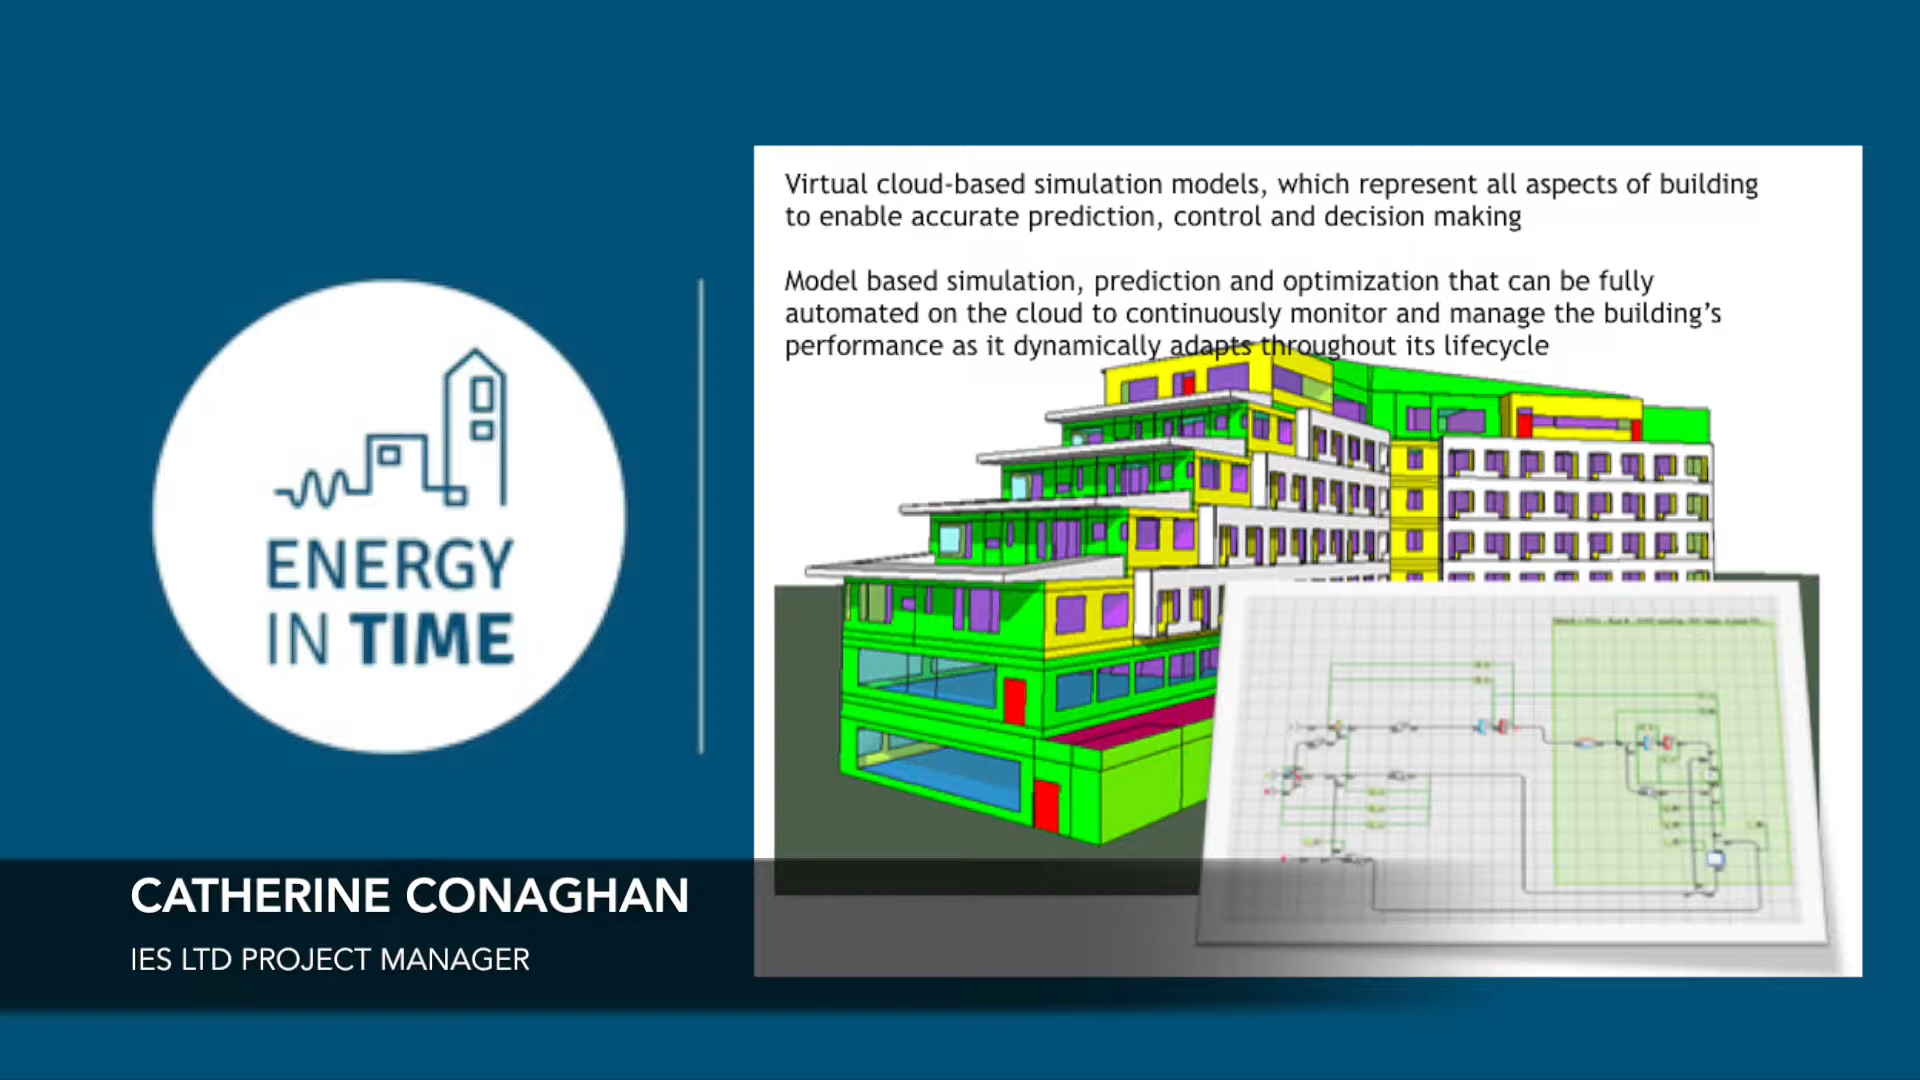 Virtual cloud-based simulation models, which represent all aspects of building
to enable accurate prediction, control and decision making
Model based simulation, prediction and optimization that can be fully
automated on the cloud to continuously monitor and manage the building’s
performance as it dynamically adapts throughout its lifecycle
ENERGY
IN TIME
CATHERINE CONAGHAN
IES LTD PROJECT MANAGER